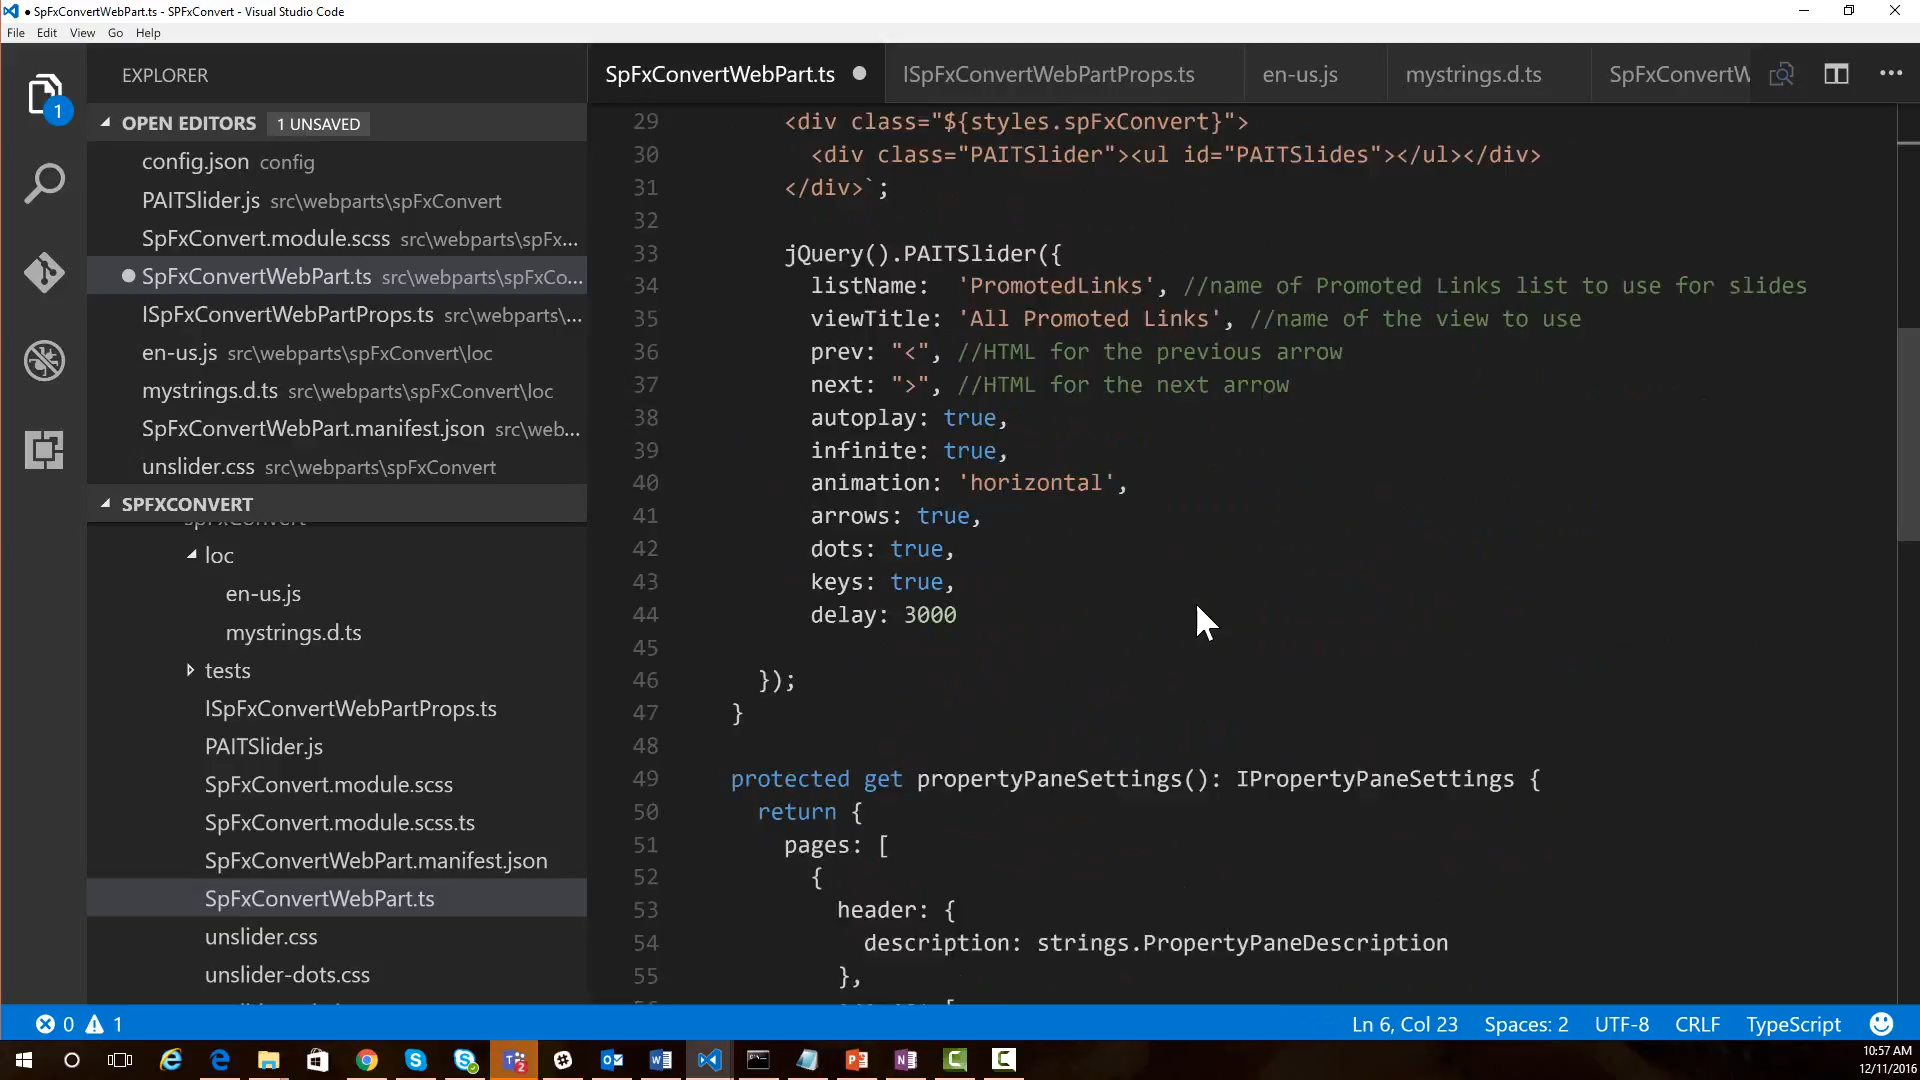 ● SpFxConvertWebPart.ts - SPFxConvert - Visual Studio Code
File Edit View Go Help
EXPLORER
OPEN EDITORS 1 UNSAVED
config.json config
PAITSlider.js src\webparts\spFxConvert
SpFxConvert.module.scss src\webparts\spFx...
SpFxConvertWebPart.ts src\webparts\spFxCo...
ISpFxConvertWebPartProps.ts src\webparts\...
en-us.js src\webparts\spFxConvert\loc
mystrings.d.ts src\webparts\spFxConvert\loc
SpFxConvertWebPart.manifest.json src\web...
unslider.css src\webparts\spFxConvert
SPFXCONVERT
spFxConvert
loc
en-us.js
mystrings.d.ts
tests
ISpFxConvertWebPartProps.ts
PAITSlider.js
SpFxConvert.module.scss
SpFxConvert.module.scss.ts
SpFxConvertWebPart.manifest.json
SpFxConvertWebPart.ts
unslider.css
unslider-dots.css
1
SpFxConvertWebPart.ts ISpFxConvertWebPartProps.ts en-us.js mystrings.d.ts SpFxConvertW
29 <div class="${styles.spFxConvert}">
30 <div class="PAITSlider"><ul id="PAITSlides"></ul></div>
31 </div>`;
32
33 jQuery().PAITSlider({
34 listName: 'PromotedLinks', //name of Promoted Links list to use for slides
35 viewTitle: 'All Promoted Links', //name of the view to use
36 prev: "<", //HTML for the previous arrow
37 next: ">", //HTML for the next arrow
38 autoplay: true,
39 infinite: true,
40 animation: 'horizontal',
41 arrows: true,
42 dots: true,
43 keys: true,
44 delay: 3000
45
46 });
47 }
48
49 protected get propertyPaneSettings(): IPropertyPaneSettings {
50 return {
51 pages: [
52 {
53 header: {
54 description: strings.PropertyPaneDescription
55 },
0 1 Ln 6, Col 23 Spaces: 2 UTF-8 CRLF TypeScript
10:57 AM
12/11/2016